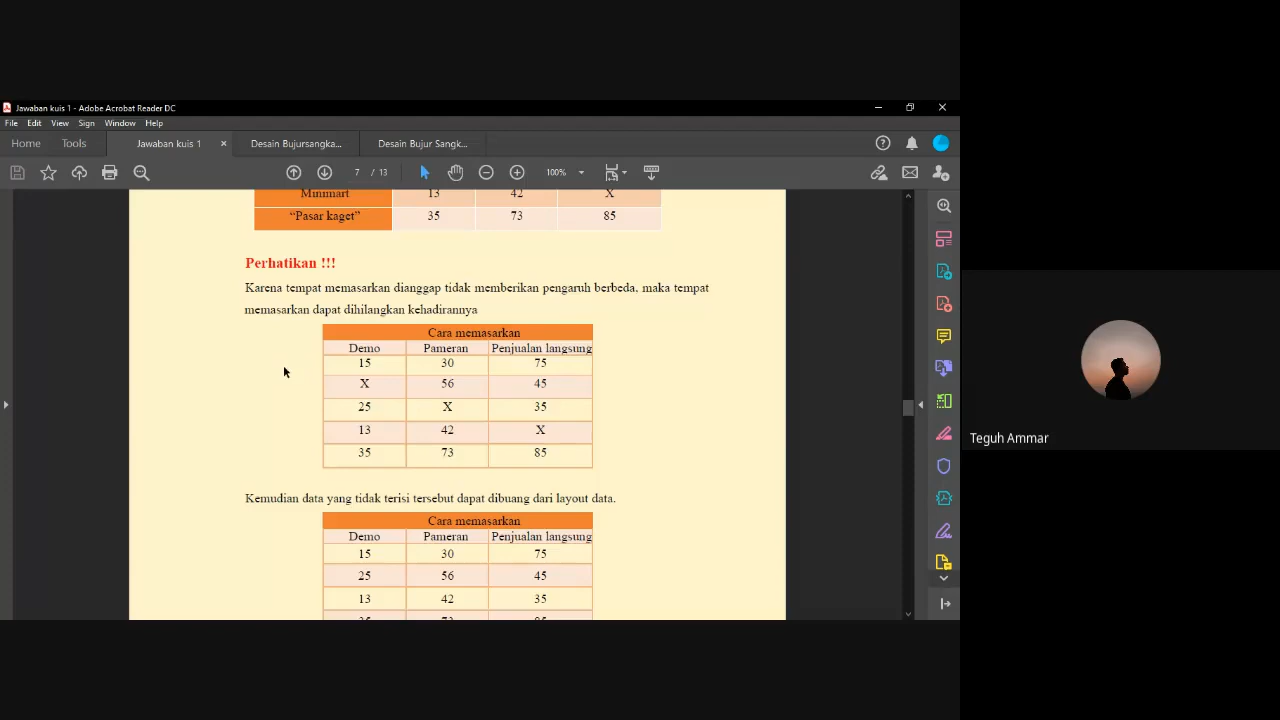 Jawaban kuis 1 - Adobe Acrobat Reader DC
File Edit View Sign Window Help
Home Tools Jawaban kuis 1 × Desain Bujursangka... Desain Bujur Sangk...
7 / 13 100%
Minimart 13 42 X
“Pasar kaget” 35 73 85
Perhatikan !!!
Karena tempat memasarkan dianggap tidak memberikan pengaruh berbeda, maka tempat
memasarkan dapat dihilangkan kehadirannya
Cara memasarkan
Demo Pameran Penjualan langsung
15 30 75
X 56 45
25 X 35
13 42 X
35 73 85
Kemudian data yang tidak terisi tersebut dapat dibuang dari layout data.
Cara memasarkan
Demo Pameran Penjualan langsung
15 30 75
25 56 45
13 42 35
35 73 85
Teguh Ammar